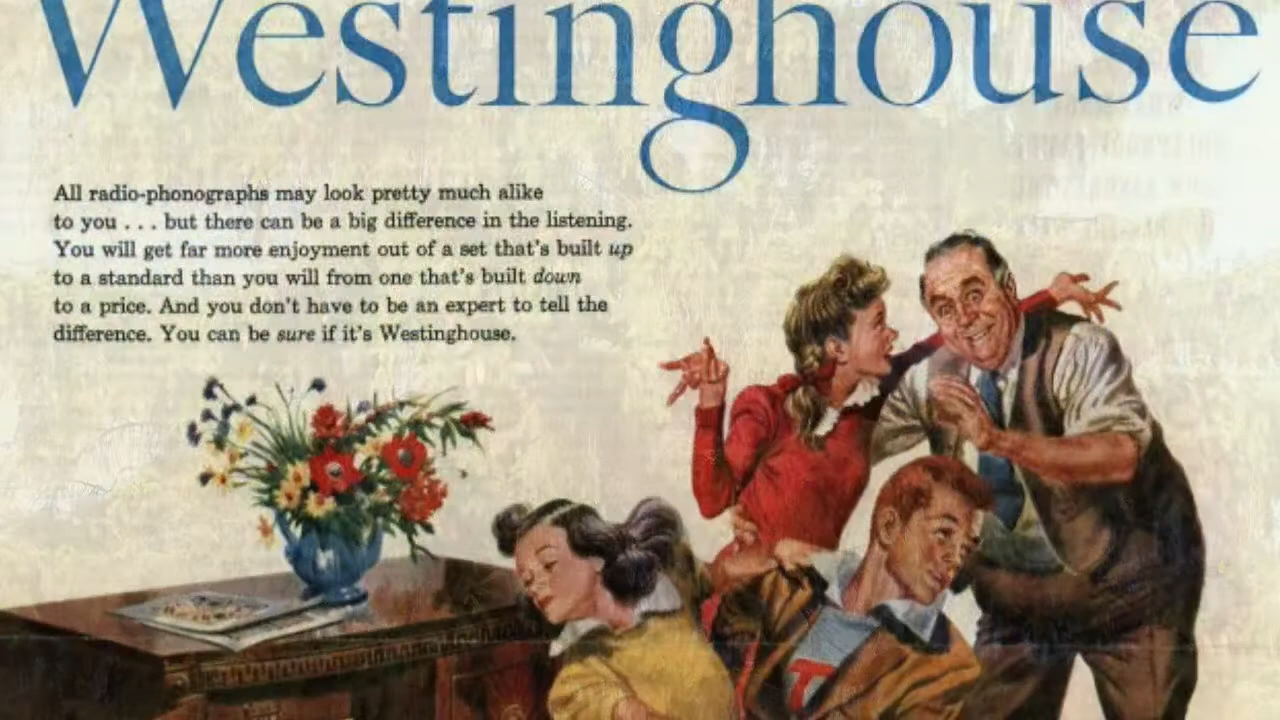 Westinghouse
All radio-phonographs may look pretty much alike
to you . . . but there can be a big difference in the listening.
You will get far more enjoyment out of a set that's built up
to a standard than you will from one that's built down
to a price. And you don't have to be an expert to tell the
difference. You can be sure if it's Westinghouse.
T